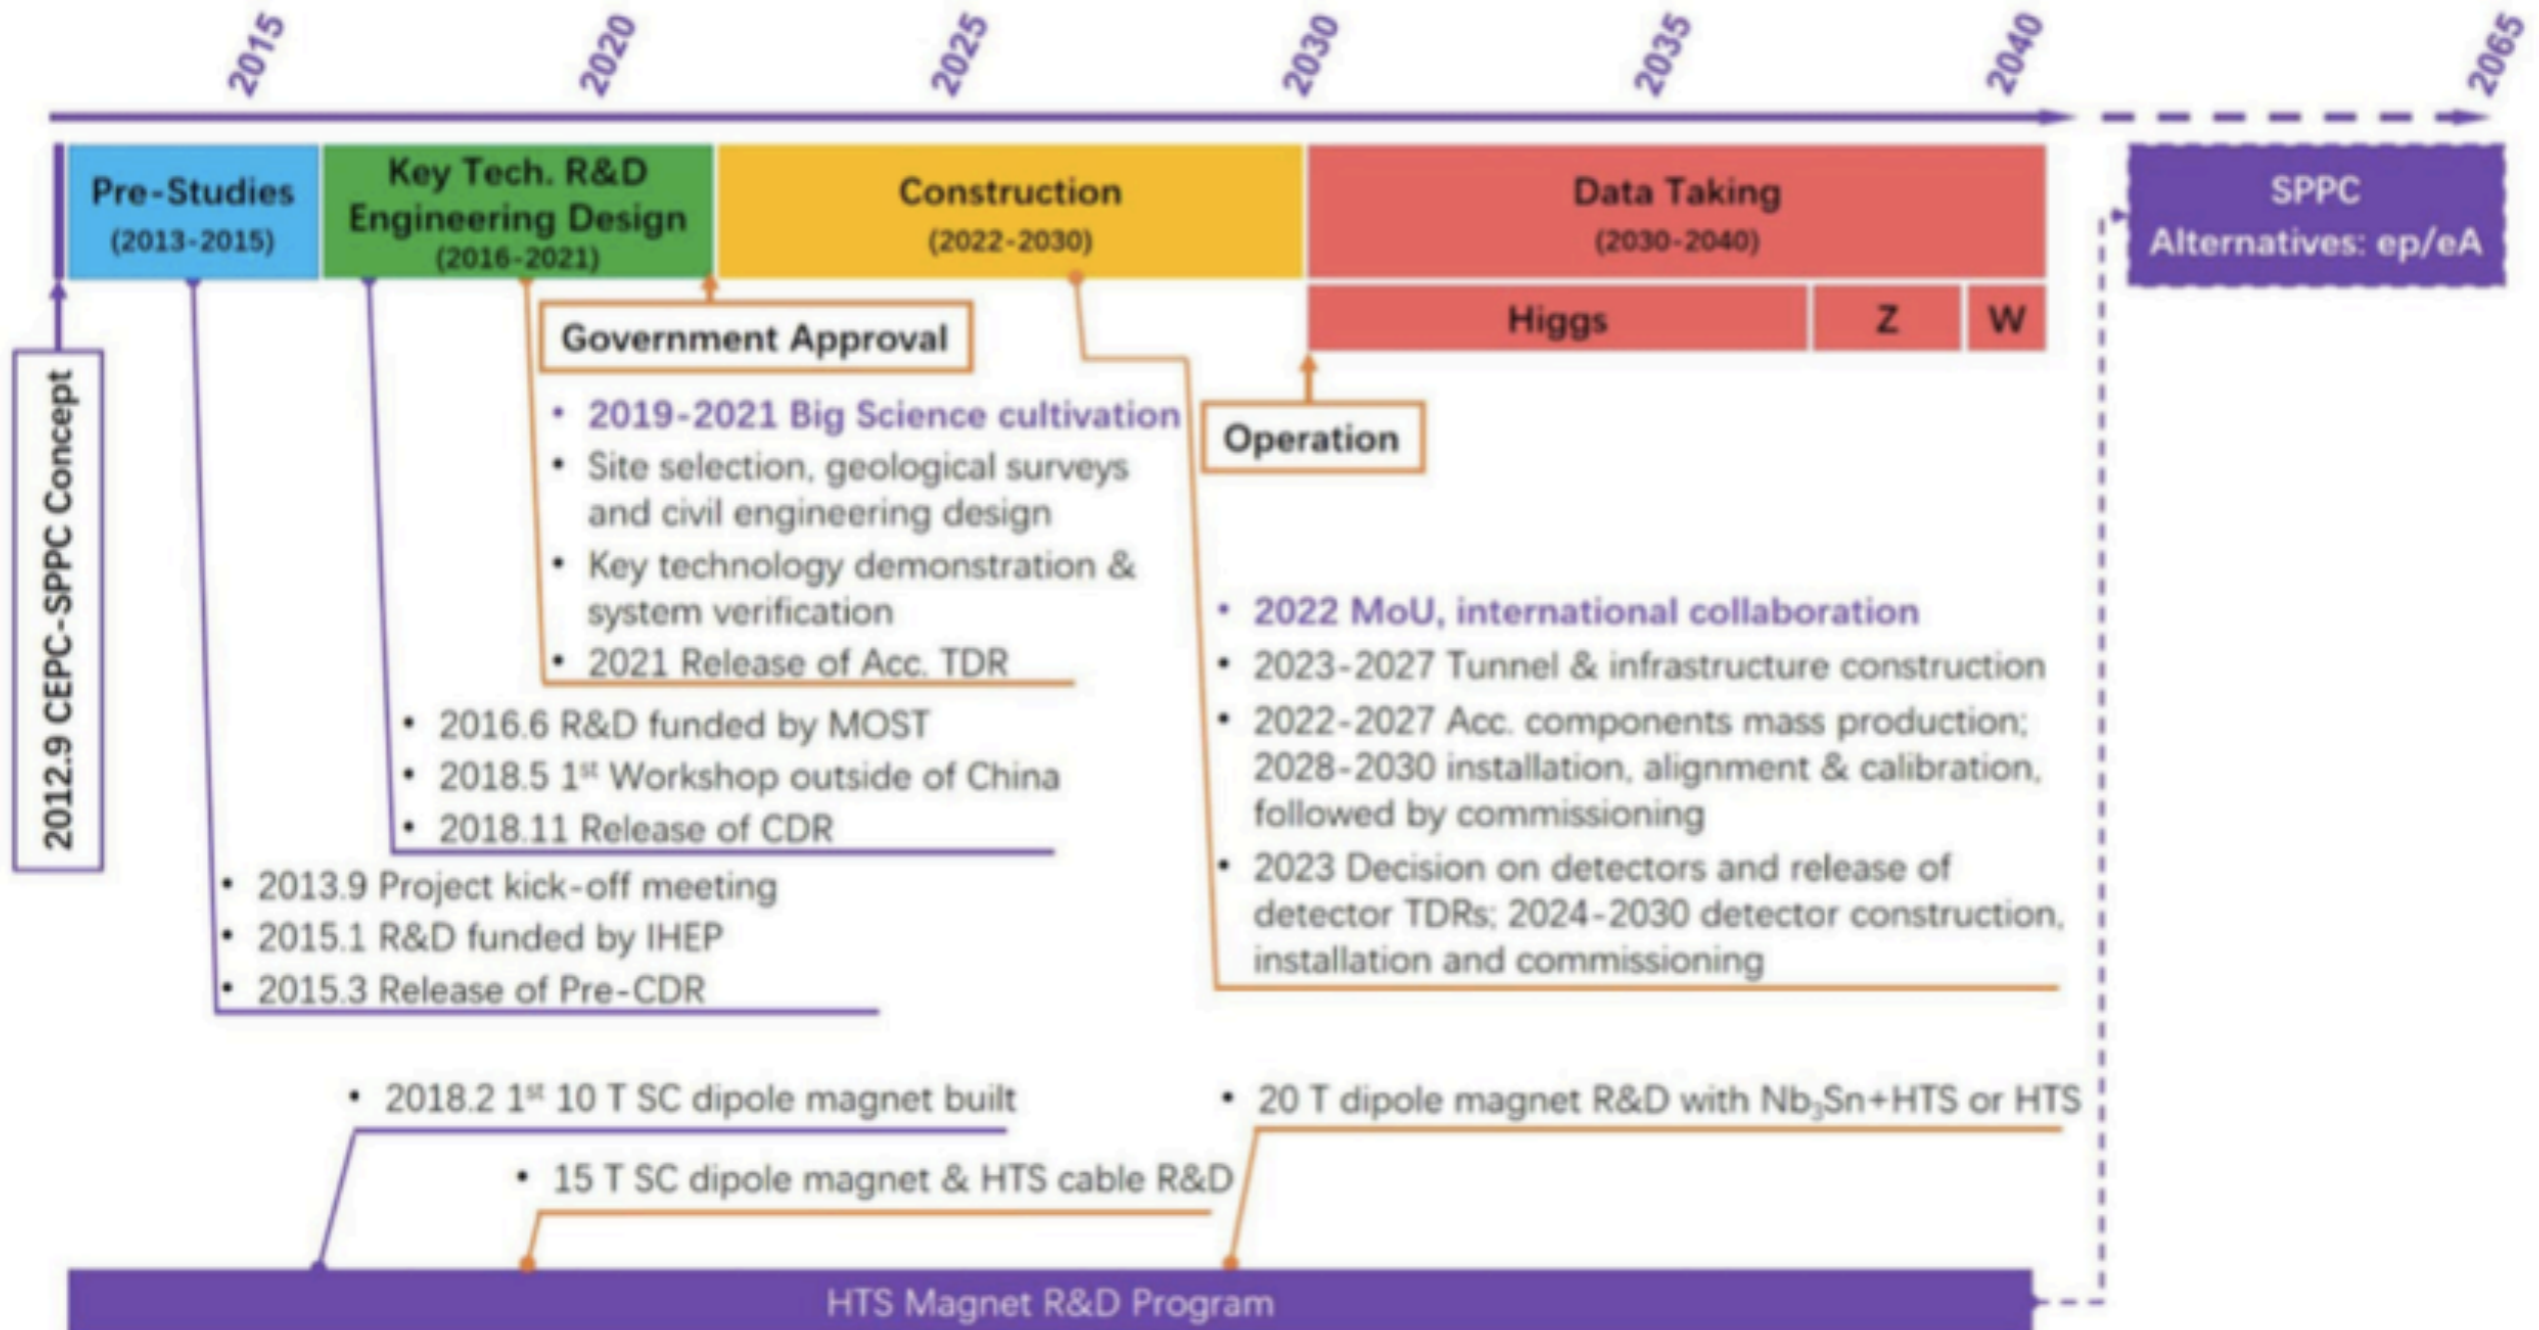 2015
2020
2025
2030
2035
2040
2065
Pre-Studies
(2013-2015)
Key Tech. R&D
Engineering Design
(2016-2021)
Construction
(2022-2030)
Data Taking
(2030-2040)
SPPC
Alternatives: ep/eA
Higgs
Z
W
2012.9 CEPC-SPPC Concept
Government Approval
Operation
• 2019-2021 Big Science cultivation
• Site selection, geological surveys
and civil engineering design
• Key technology demonstration &
system verification
• 2021 Release of Acc. TDR
• 2016.6 R&D funded by MOST
• 2018.5 1st Workshop outside of China
• 2018.11 Release of CDR
• 2013.9 Project kick-off meeting
• 2015.1 R&D funded by IHEP
• 2015.3 Release of Pre-CDR
• 2022 MoU, international collaboration
• 2023-2027 Tunnel & infrastructure construction
• 2022-2027 Acc. components mass production;
2028-2030 installation, alignment & calibration,
followed by commissioning
• 2023 Decision on detectors and release of
detector TDRs; 2024-2030 detector construction,
installation and commissioning
• 2018.2 1st 10 T SC dipole magnet built
• 15 T SC dipole magnet & HTS cable R&D
• 20 T dipole magnet R&D with Nb₃Sn+HTS or HTS
HTS Magnet R&D Program